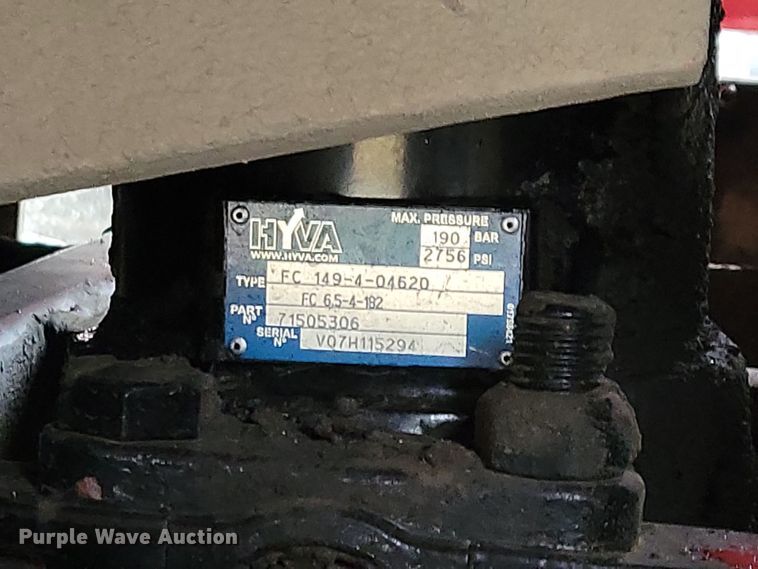 HYVA
WWW.HYVA.COM
MAX. PRESSURE
190 BAR
2756 PSI
TYPE FC 149-4-04620
FC 6,5-4-182
PART Nº 71505306
SERIAL Nº V07H115294
Purple Wave Auction